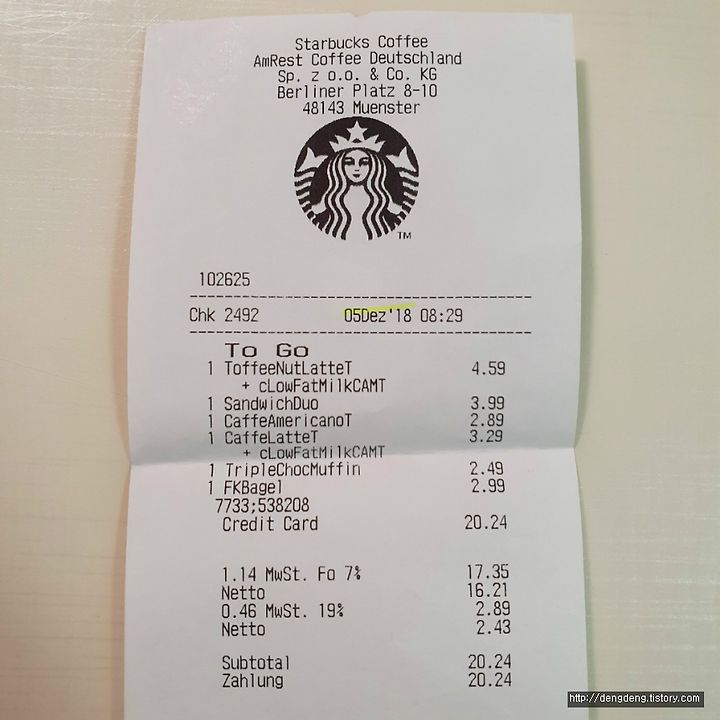 Starbucks Coffee
AmRest Coffee Deutschland
Sp. z o.o. & Co. KG
Berliner Platz 8-10
48143 Muenster
TM
102625
Chk 2492 05Dez'18 08:29
To Go
1 ToffeeNutLatteT 4.59
+ cLowFatMilkCAMT
1 SandwichDuo 3.99
1 CaffeAmericanoT 2.89
1 CaffeLatteT 3.29
+ cLowFatMilkCAMT
1 TripleChocMuffin 2.49
1 FKBagel 2.99
7733;538208
Credit Card 20.24
1.14 MwSt. Fo 7% 17.35
Netto 16.21
0.46 MwSt. 19% 2.89
Netto 2.43
Subtotal 20.24
Zahlung 20.24
http://dengdeng.tistory.com